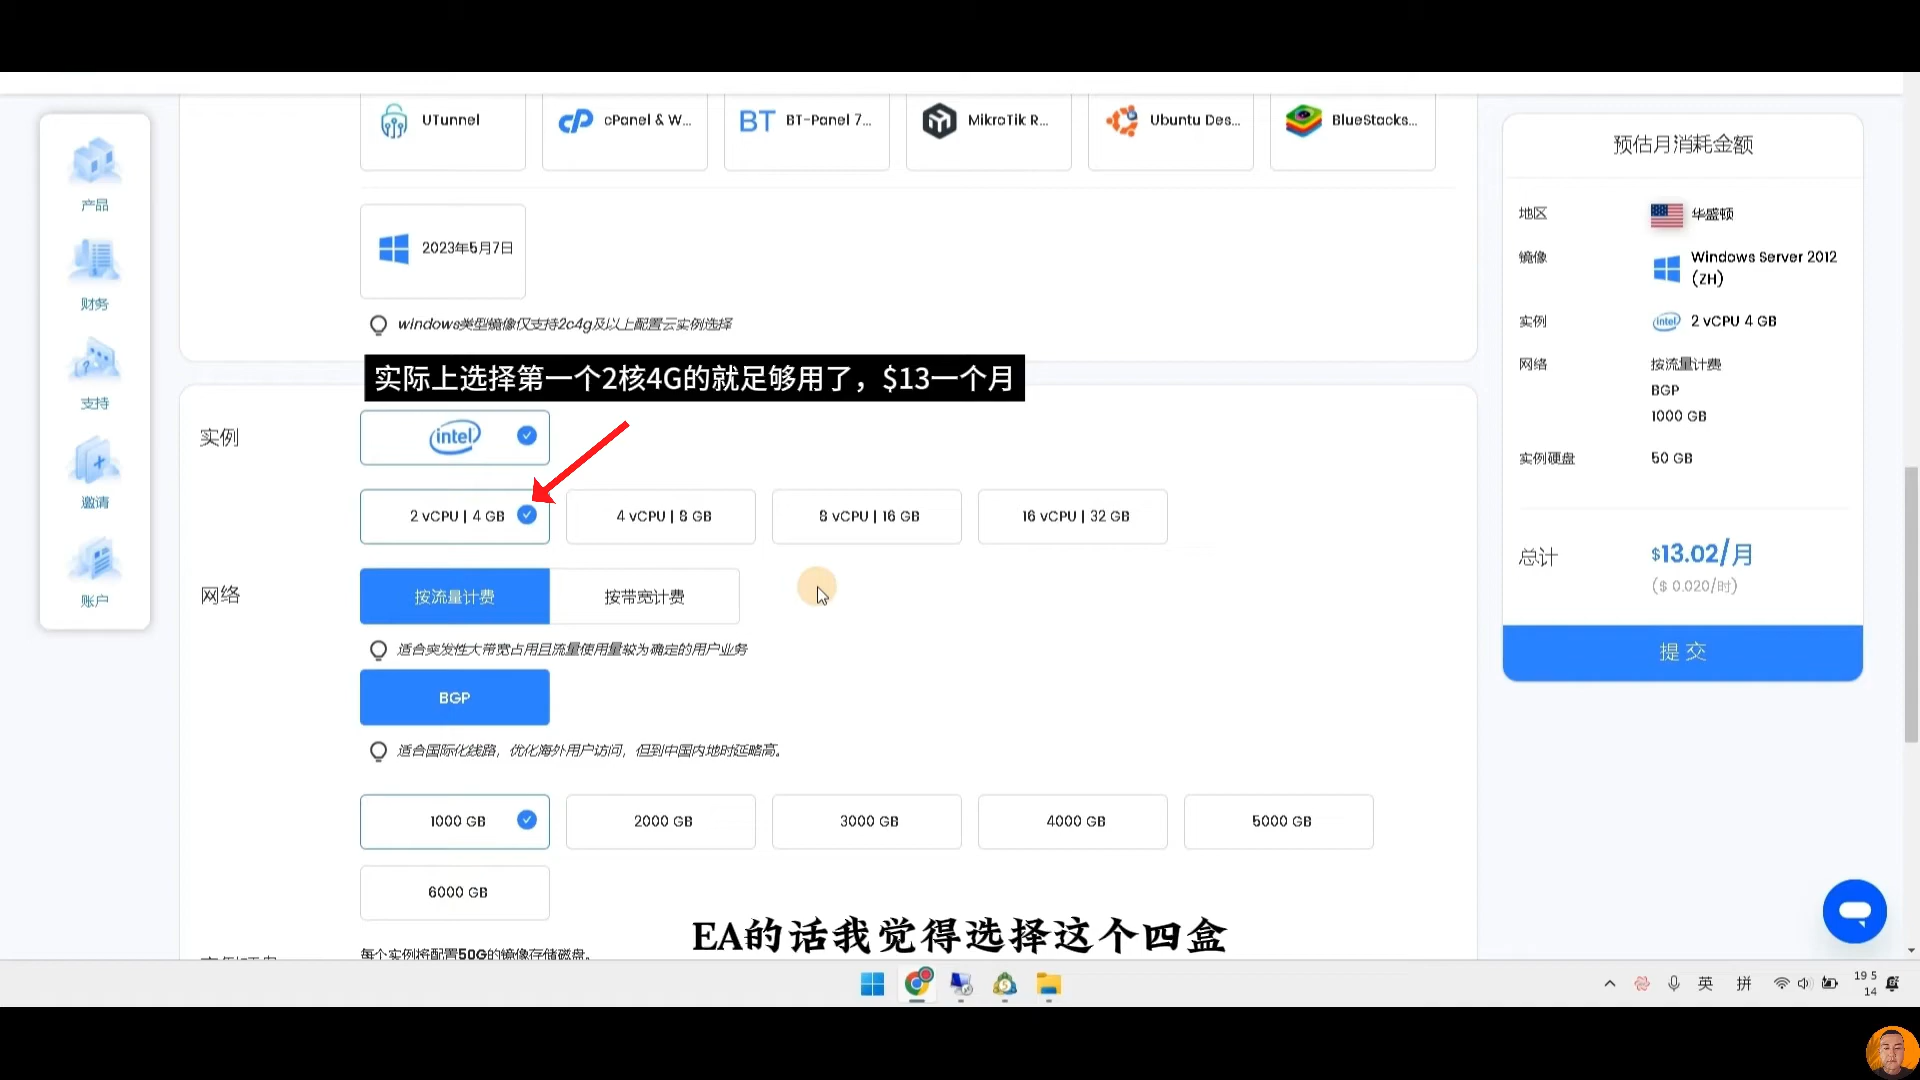 UTunnel
cPanel & W...
BT
BT-Panel 7...
MikroTik R...
Ubuntu Des...
BlueStacks...
2023年5月7日
windows类型镜像仅支持2c4g及以上配置云实例选择
实际上选择第一个2核4G的就足够用了，$13一个月
产品
财务
支持
邀请
账户
实例
intel
2 vCPU | 4 GB
4 vCPU | 8 GB
8 vCPU | 16 GB
16 vCPU | 32 GB
网络
按流量计费
按带宽计费
适合突发性大带宽占用且流量使用量较为确定的用户业务
BGP
适合国际化线路，优化海外用户访问，但到中国内地时延略高。
1000 GB
2000 GB
3000 GB
4000 GB
5000 GB
6000 GB
每个实例将配置50G的镜像存储磁盘。
EA的话我觉得选择这个四盒
预估月消耗金额
地区
华盛顿
镜像
Windows Server 2012
(ZH)
实例
intel
2 vCPU 4 GB
网络
按流量计费
BGP
1000 GB
实例硬盘
50 GB
总计
$13.02/月
($ 0.020/时)
提交
英
拼
19 5
14